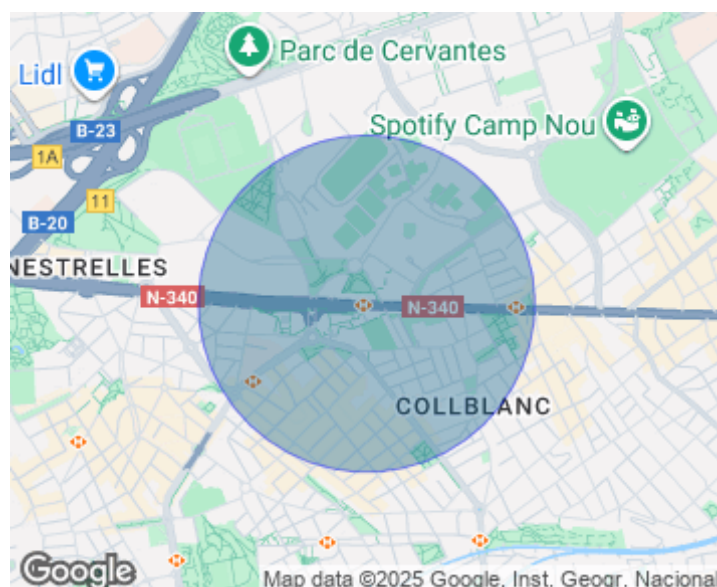 Parc de Cervantes
Lidl
B-23
Spotify Camp Nou
1A
11
B-20
NESTRELLES
N-340
N-340
COLLBLANC
Google
Map data ©2025 Google, Inst. Geogr. Nacional